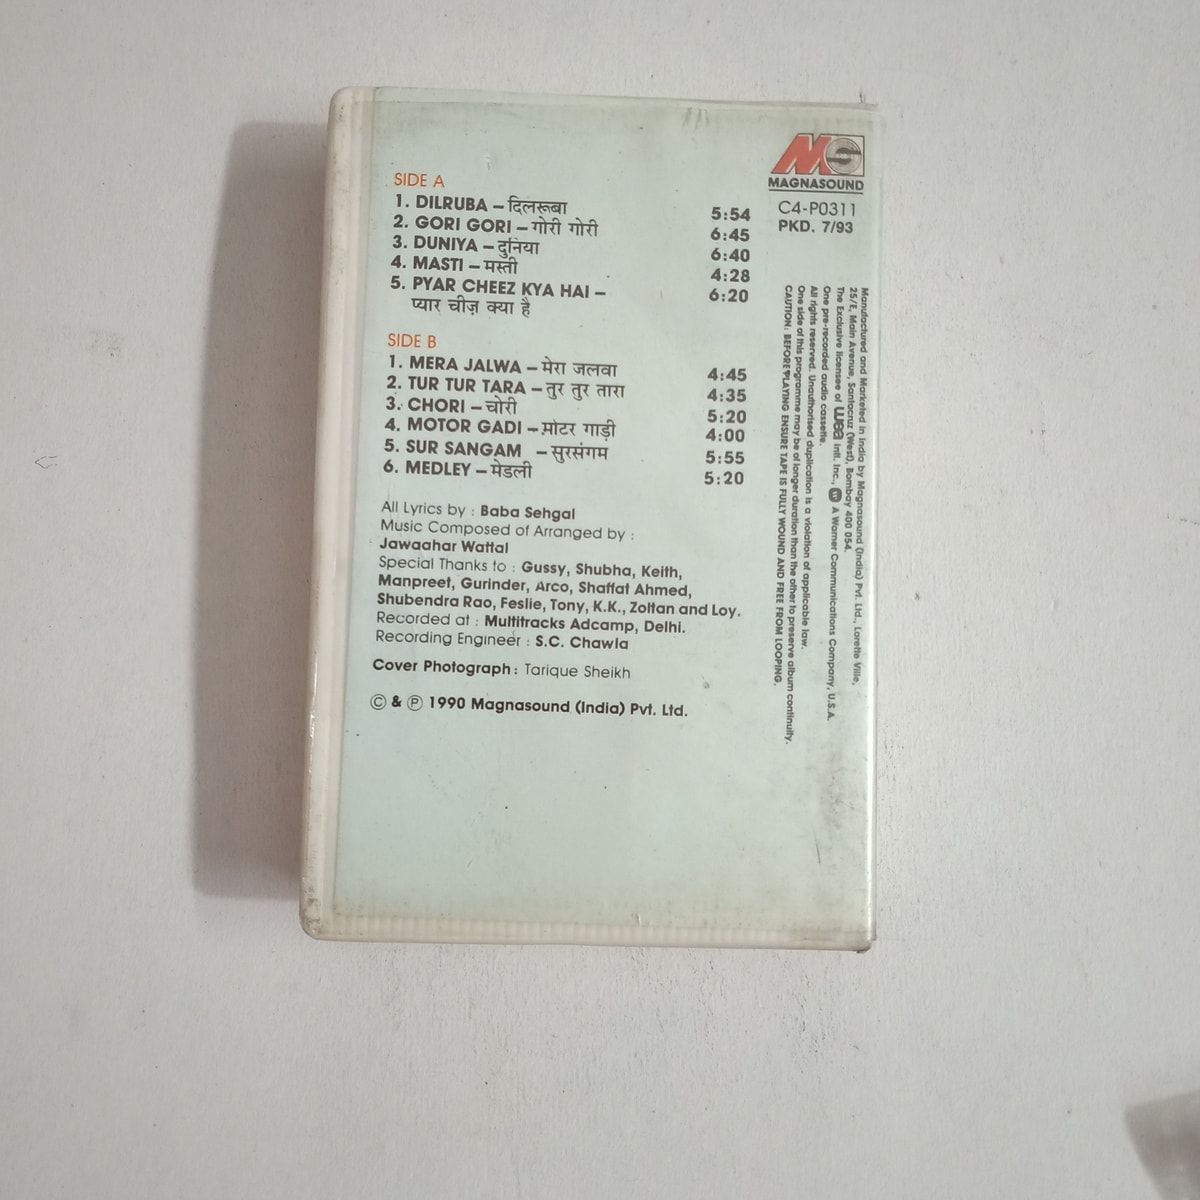 MS
MAGNASOUND
C4-P0311
PKD. 7/93
SIDE A
1. DILRUBA – दिलरूबा 5:54
2. GORI GORI – गोरी गोरी 6:45
3. DUNIYA – दुनिया 6:40
4. MASTI – मस्ती 4:28
5. PYAR CHEEZ KYA HAI – 6:20
प्यार चीज़ क्या है
SIDE B
1. MERA JALWA – मेरा जलवा 4:45
2. TUR TUR TARA – तुर तुर तारा 4:35
3. CHORI – चोरी 5:20
4. MOTOR GADI – मोटर गाड़ी 4:00
5. SUR SANGAM – सुरसंगम 5:55
6. MEDLEY – मेडली 5:20
All Lyrics by : Baba Sehgal
Music Composed of Arranged by :
Jawaahar Wattal
Special Thanks to : Gussy, Shubha, Keith,
Manpreet, Gurinder, Arco, Shaffat Ahmed,
Shubendra Rao, Feslie, Tony, K.K., Zoltan and Loy.
Recorded at : Multitracks Adcamp, Delhi.
Recording Engineer : S.C. Chawla
Cover Photograph : Tarique Sheikh
© & ℗ 1990 Magnasound (India) Pvt. Ltd.
Manufactured and Marketed in India by Magnasound (India) Pvt. Ltd., Lorette Ville,
25/E, Main Avenue, Santacruz (West), Bombay 400 054.
The Exclusive licensee of wea Intl. Inc., A Warner Communications Company, U.S.A.
One pre-recorded audio cassette.
All rights reserved. Unauthorised duplication is a violation of applicable law.
One side of this programme may be of longer duration than the other to preserve album continuity.
CAUTION: BEFORE PLAYING ENSURE TAPE IS FULLY WOUND AND FREE FROM LOOPING.